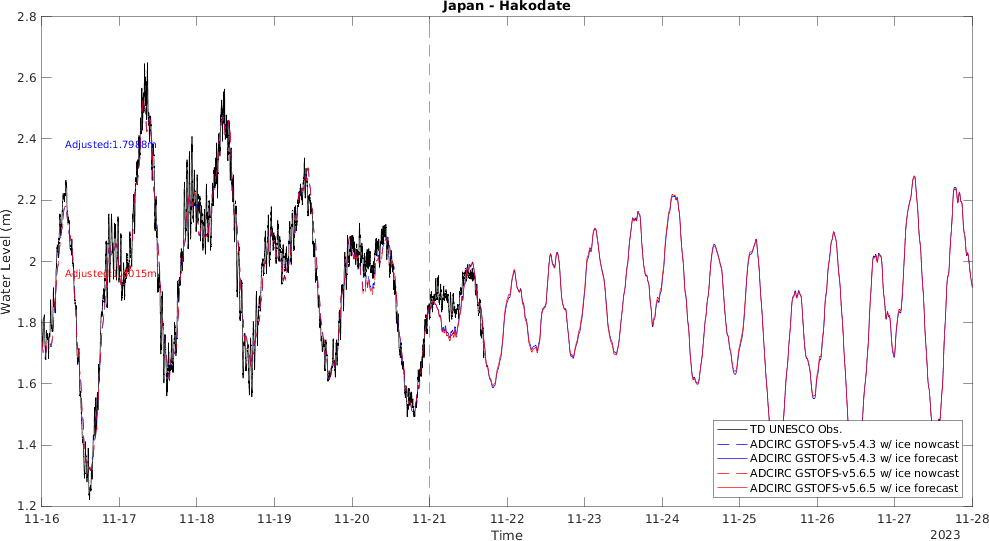 Japan - Hakodate
2.8
2.6
2.4
2.2
2
1.8
1.6
1.4
1.2
Water Level (m)
Adjusted:1.7988m
Adjusted:
TD UNESCO Obs.
ADCIRC GSTOFS-v5.4.3 w/ ice nowcast
ADCIRC GSTOFS-v5.4.3 w/ ice forecast
ADCIRC GSTOFS-v5.6.5 w/ ice nowcast
ADCIRC GSTOFS-v5.6.5 w/ ice forecast
11-16 11-17 11-18 11-19 11-20 11-21 11-22 11-23 11-24 11-25 11-26 11-27 11-28
Time
2023